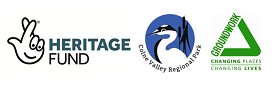 HERITAGE
FUND
Colne Valley Regional Park
GROUNDWORK
CHANGING PLACES
CHANGING LIVES